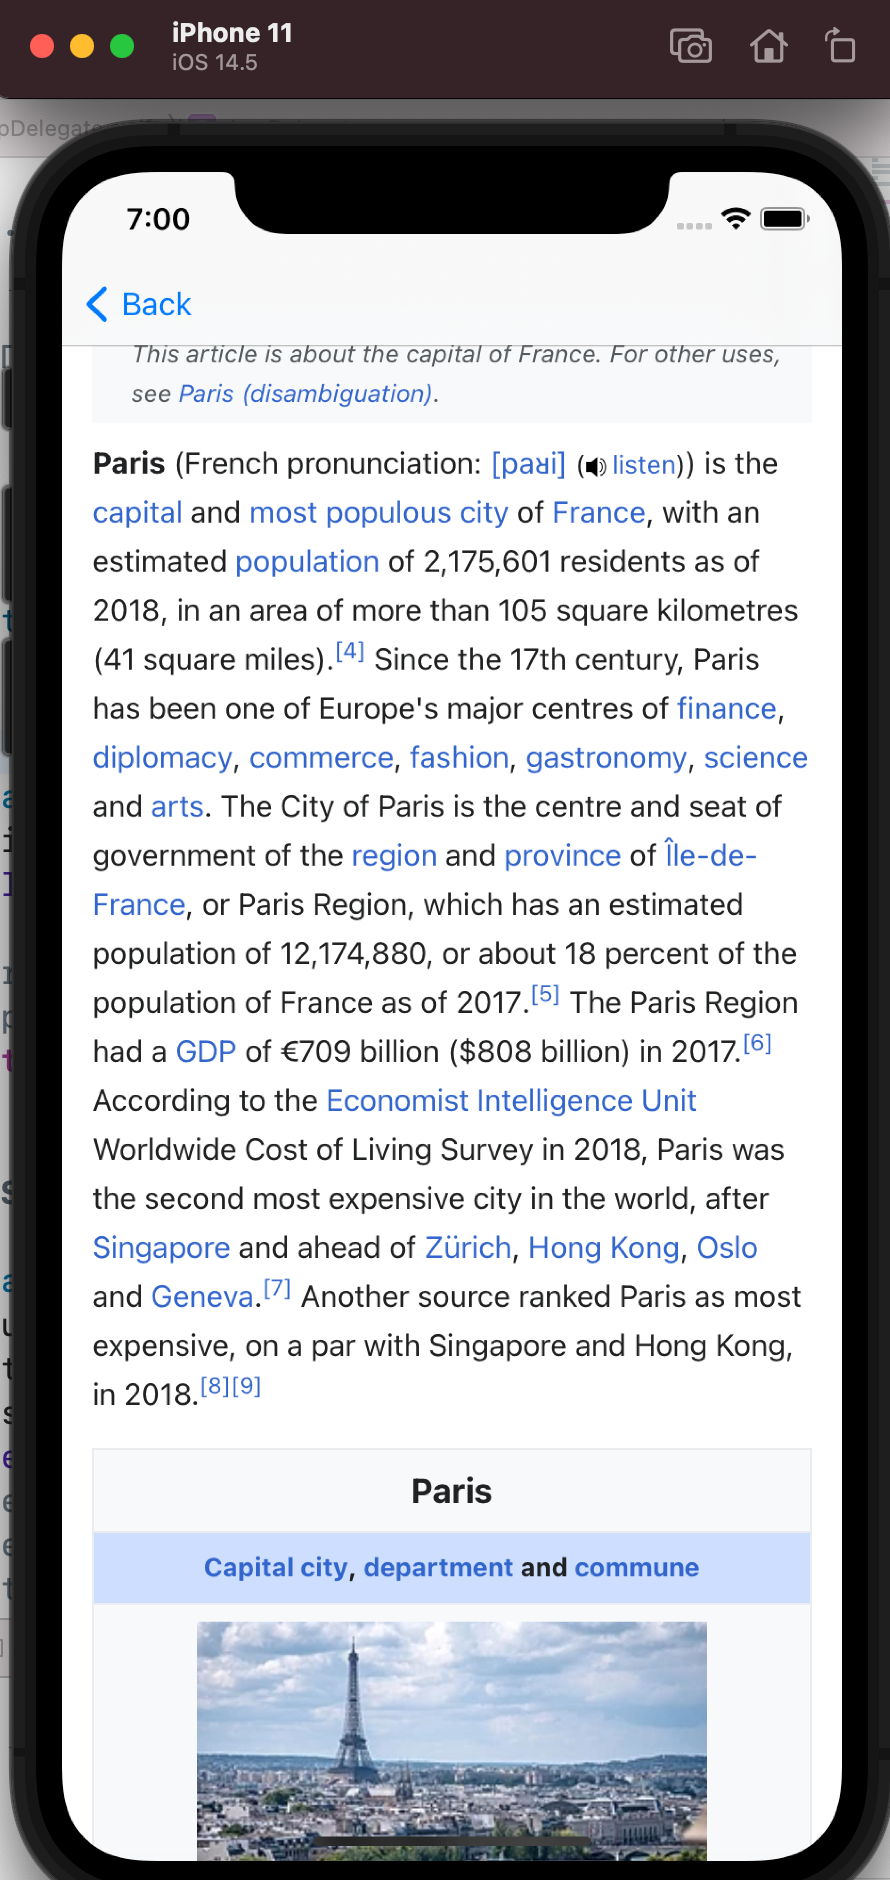 iPhone 11
iOS 14.5
7:00
Back
This article is about the capital of France. For other uses,
see Paris (disambiguation).
Paris (French pronunciation: [paʁi] (listen)) is the
capital and most populous city of France, with an
estimated population of 2,175,601 residents as of
2018, in an area of more than 105 square kilometres
(41 square miles).[4] Since the 17th century, Paris
has been one of Europe's major centres of finance,
diplomacy, commerce, fashion, gastronomy, science
and arts. The City of Paris is the centre and seat of
government of the region and province of Île-de-
France, or Paris Region, which has an estimated
population of 12,174,880, or about 18 percent of the
population of France as of 2017.[5] The Paris Region
had a GDP of €709 billion ($808 billion) in 2017.[6]
According to the Economist Intelligence Unit
Worldwide Cost of Living Survey in 2018, Paris was
the second most expensive city in the world, after
Singapore and ahead of Zürich, Hong Kong, Oslo
and Geneva.[7] Another source ranked Paris as most
expensive, on a par with Singapore and Hong Kong,
in 2018.[8][9]
Paris
Capital city, department and commune